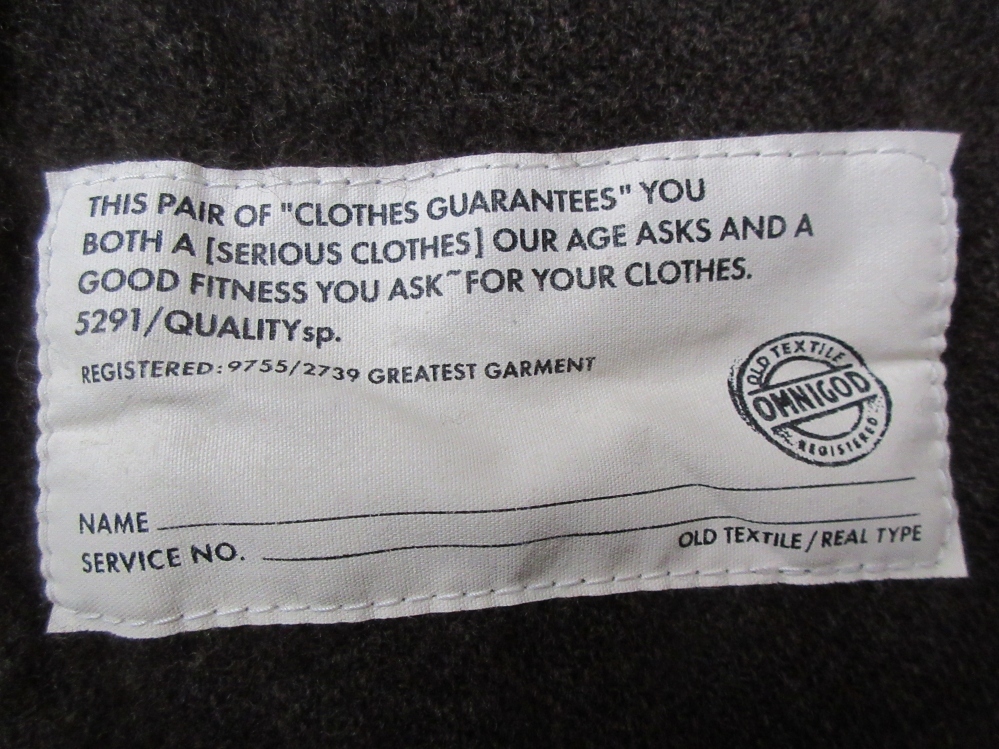 THIS PAIR OF "CLOTHES GUARANTEES" YOU
BOTH A [SERIOUS CLOTHES] OUR AGE ASKS AND A
GOOD FITNESS YOU ASK~FOR YOUR CLOTHES.
5291/QUALITYsp.
REGISTERED:9755/2739 GREATEST GARMENT
OLD TEXTILE
OMNIGOD
REGISTERED
NAME
SERVICE NO.
OLD TEXTILE/REAL TYPE